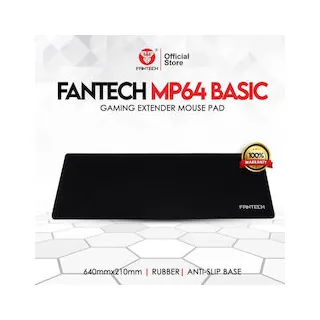 FANTECH
Official
Store
FANTECH MP64 BASIC
GAMING EXTENDER MOUSE PAD
100%
WARRANTY
FANTECH
640mmx210mm | RUBBER | ANTI-SLIP BASE